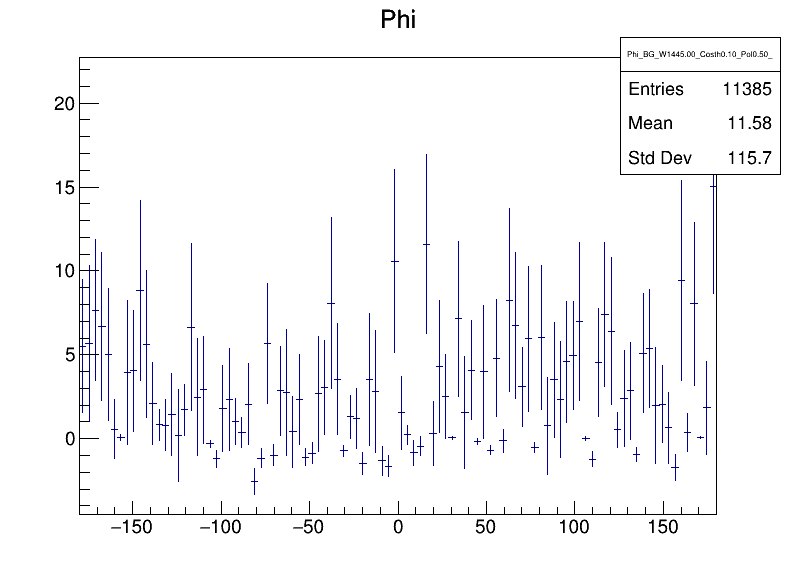 Phi
Phi_BG_W1445.00_Costh0.10_Pol0.50_
Entries 11385
Mean 11.58
Std Dev 115.7
20
15
10
5
0
−150 −100 −50 0 50 100 150